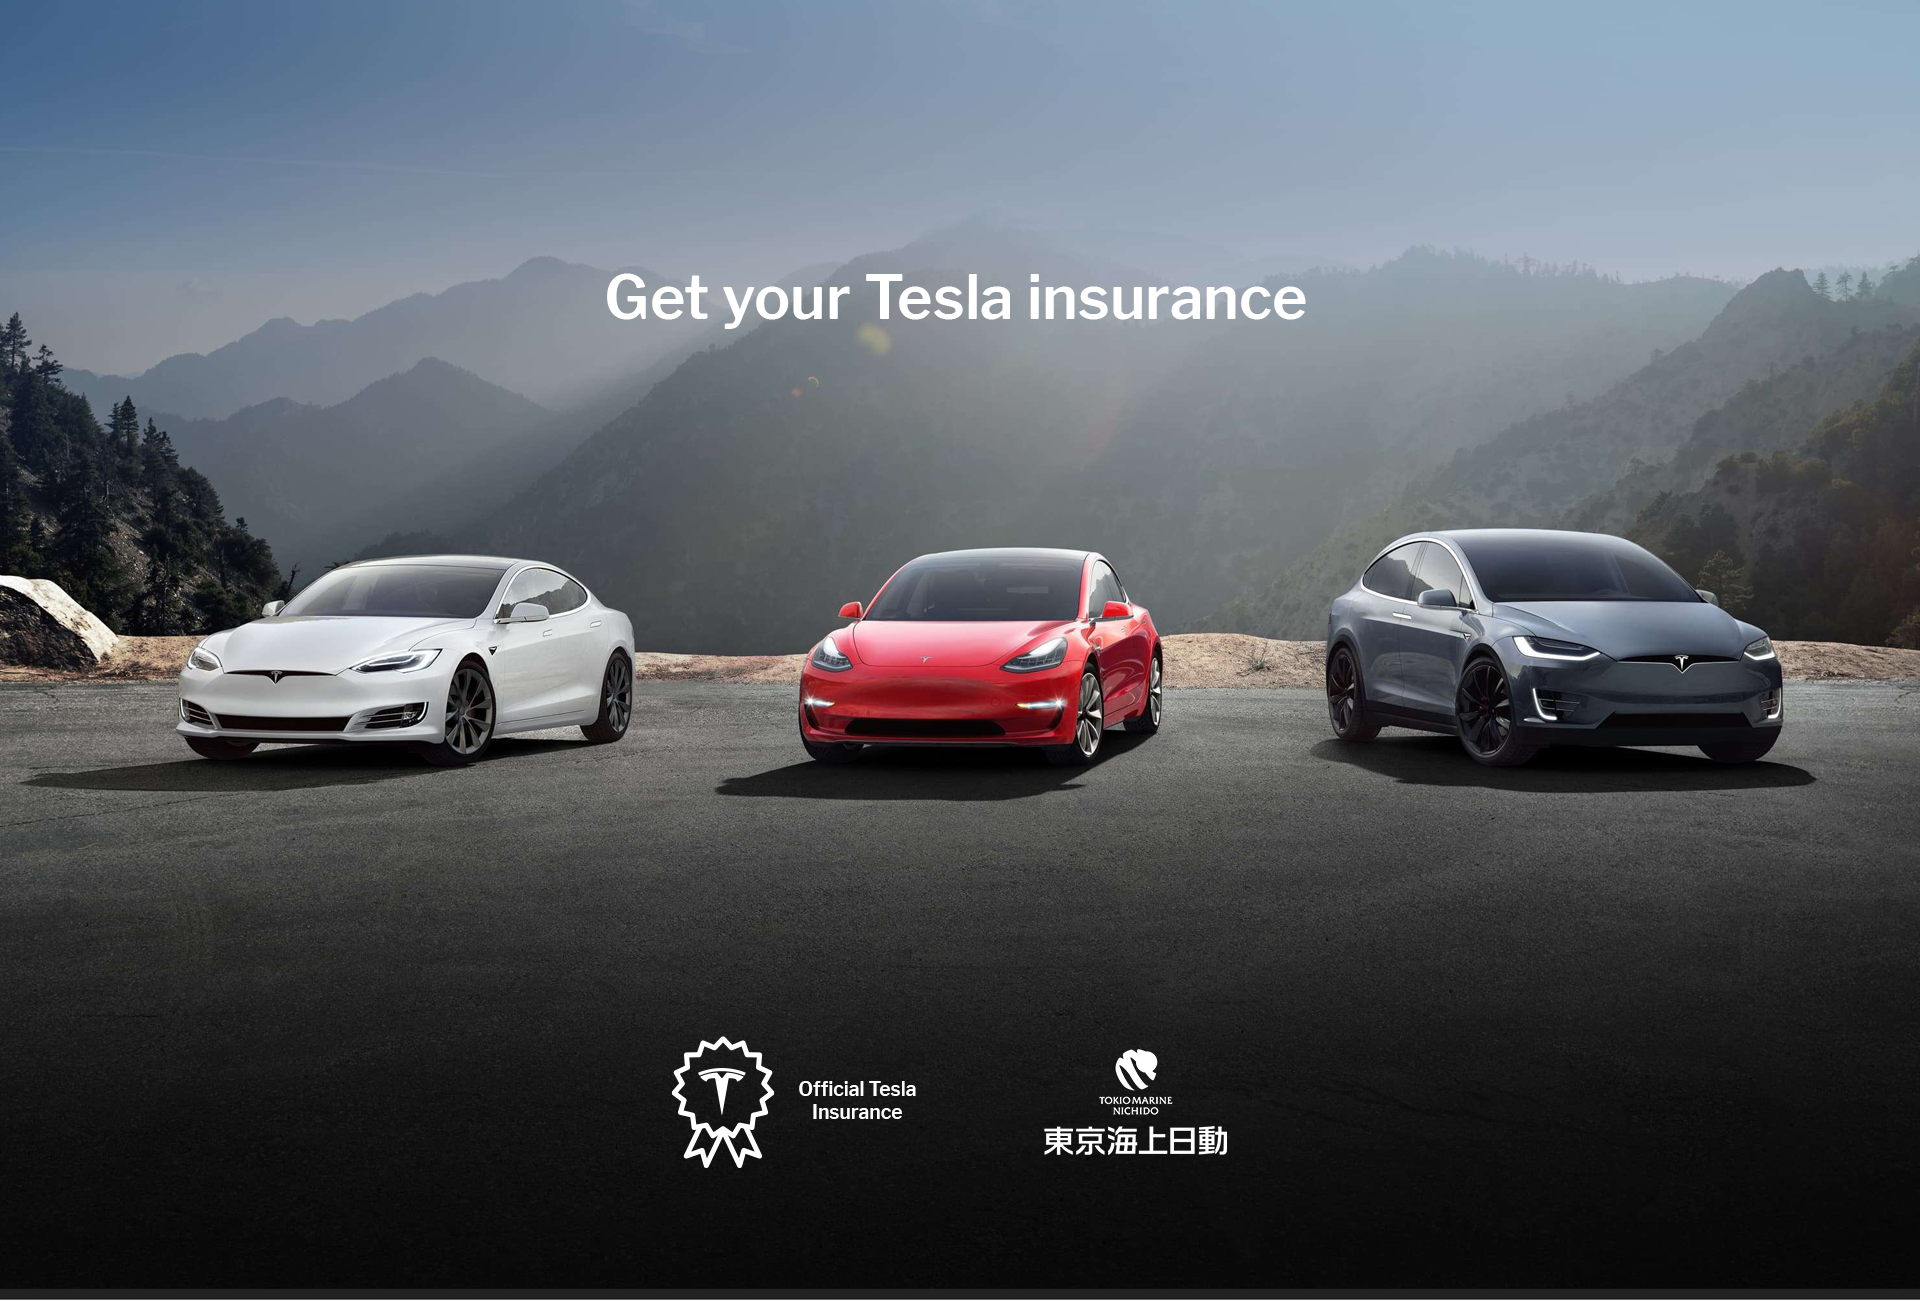 Get your Tesla insurance
Official Tesla
Insurance
TOKIO MARINE
NICHIDO
東京海上日動